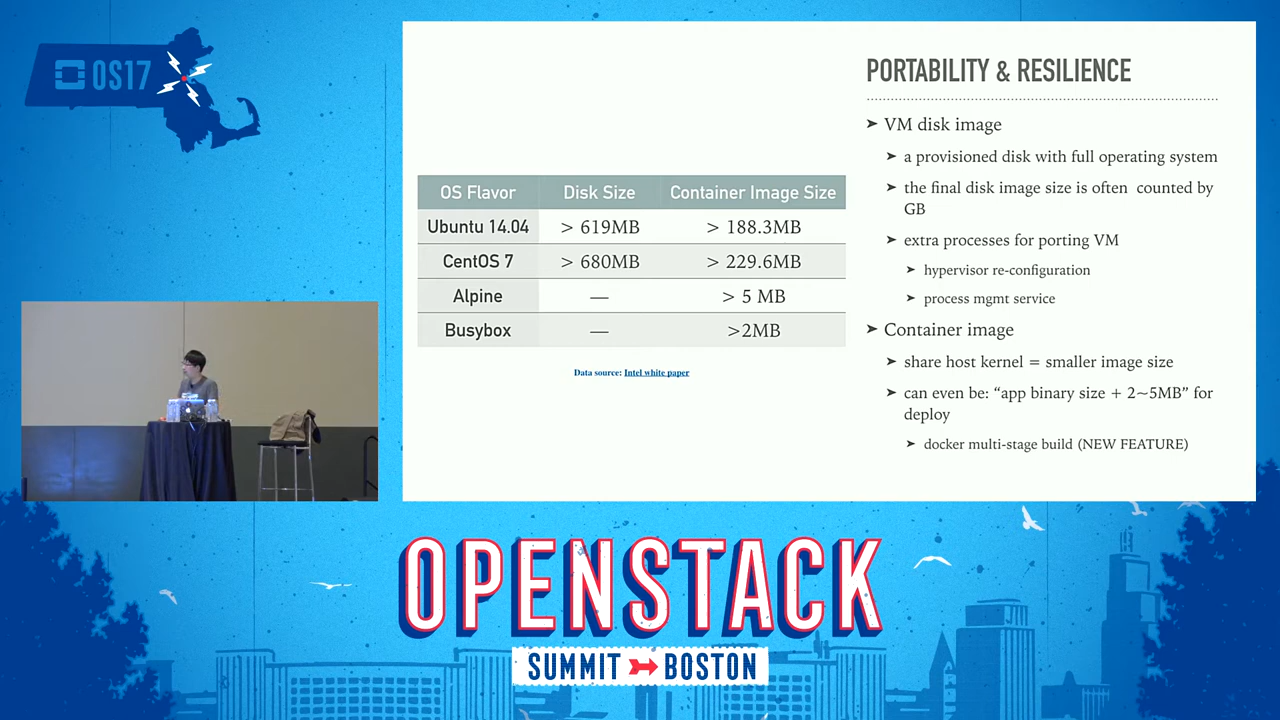 OS17
PORTABILITY & RESILIENCE
➤ VM disk image
➤ a provisioned disk with full operating system
➤ the final disk image size is often counted by
GB
➤ extra processes for porting VM
➤ hypervisor re-configuration
➤ process mgmt service
➤ Container image
➤ share host kernel = smaller image size
➤ can even be: “app binary size + 2~5MB” for
deploy
➤ docker multi-stage build (NEW FEATURE)
OS Flavor Disk Size Container Image Size
Ubuntu 14.04 > 619MB > 188.3MB
CentOS 7 > 680MB > 229.6MB
Alpine — > 5 MB
Busybox — >2MB
Data source: Intel white paper
OPENSTACK
SUMMIT BOSTON